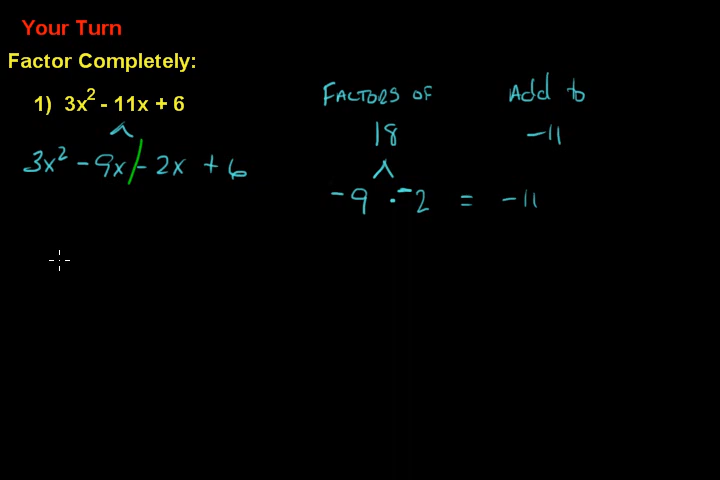 Your Turn
Factor Completely:
1) 3x² - 11x + 6
3x² - 9x - 2x + 6
FACTORS OF Add to
18 -11
-9 · -2 = -11